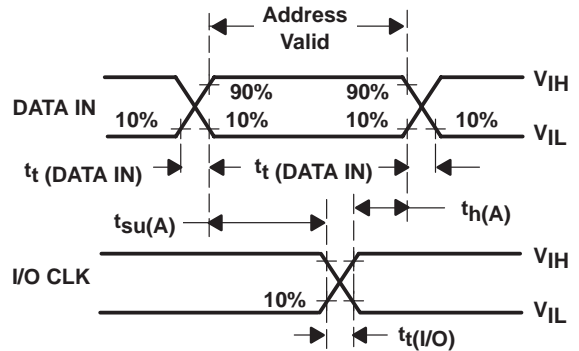 Address
Valid
VIH
90% 90%
DATA IN
10% 10% 10% 10%
VIL
tt (DATA IN) tt (DATA IN)
tsu(A) th(A)
VIH
I/O CLK
10%
VIL
tt(I/O)